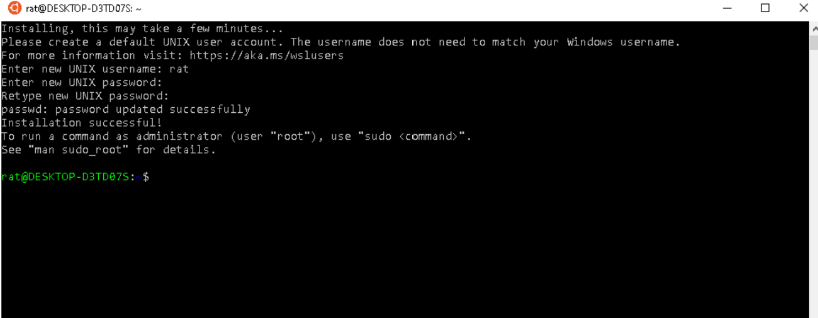 rat@DESKTOP-D3TD07S: ~
Installing, this may take a few minutes...
Please create a default UNIX user account. The username does not need to match your Windows username.
For more information visit: https://aka.ms/wslusers
Enter new UNIX username: rat
Enter new UNIX password:
Retype new UNIX password:
passwd: password updated successfully
Installation successful!
To run a command as administrator (user "root"), use "sudo <command>".
See "man sudo_root" for details.
rat@DESKTOP-D3TD07S:~$